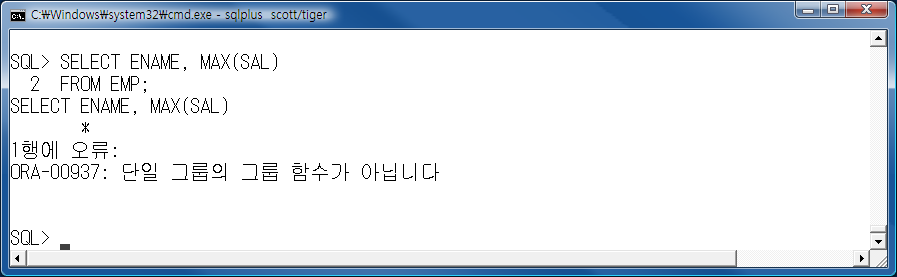 C:₩Windows₩system32₩cmd.exe - sqlplus  scott/tiger
SQL> SELECT ENAME, MAX(SAL)
  2  FROM EMP;
SELECT ENAME, MAX(SAL)
       *
1행에 오류:
ORA-00937: 단일 그룹의 그룹 함수가 아닙니다
SQL>